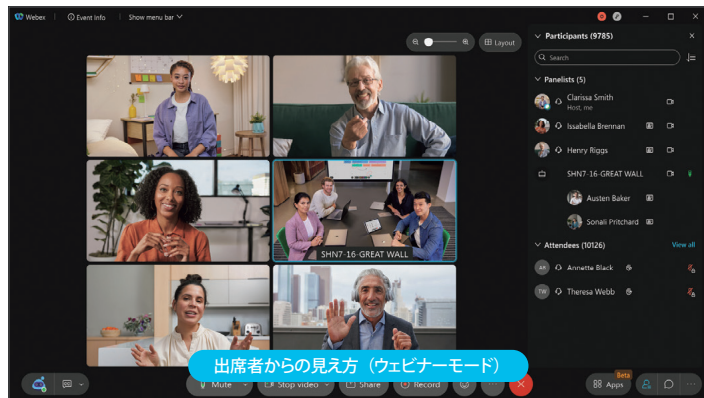 Webex
Event Info
Show menu bar
Layout
Participants (9785)
Search
Panelists (5)
Clarissa Smith
Host, me
Issabella Brennan
Henry Riggs
SHN7-16-GREAT WALL
Austen Baker
Sonali Pritchard
Attendees (10126)
View all
AB
Annette Black
TW
Theresa Webb
SHN7-16-GREAT WALL
出席者からの見え方（ウェビナーモード）
Mute
Stop video
Share
Record
Beta
Apps